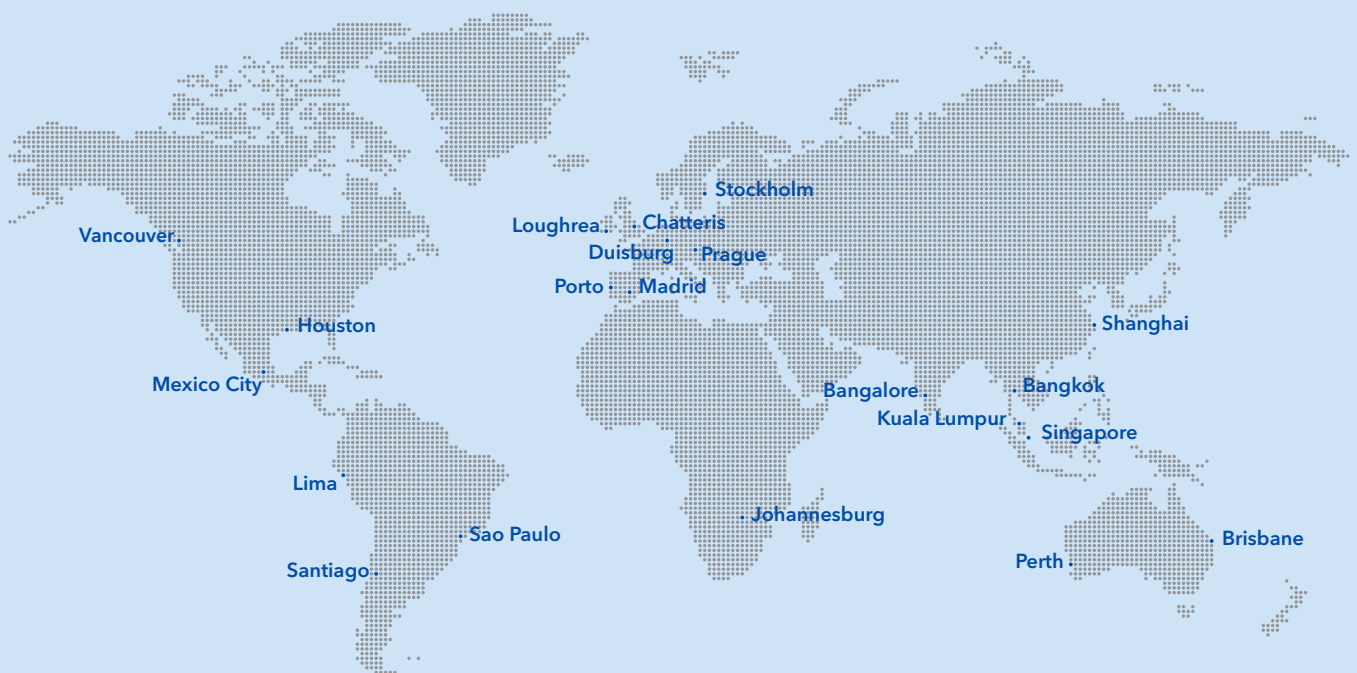 Stockholm
Loughrea
Chatteris
Vancouver
Duisburg
Prague
Porto
Madrid
Houston
Shanghai
Mexico City
Bangalore
Bangkok
Kuala Lumpur
Singapore
Lima
Johannesburg
Sao Paulo
Brisbane
Perth
Santiago